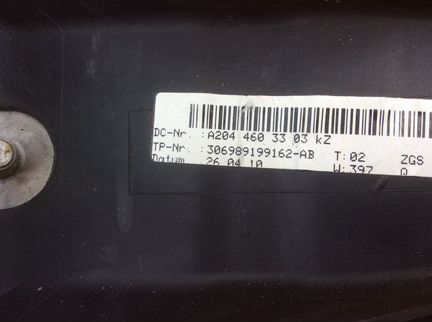 DC-Nr. :A204 460 33 03 kZ
TP-Nr. :306989199162-AB T:02 ZGS
Datum :26.04.10 W:397 Q